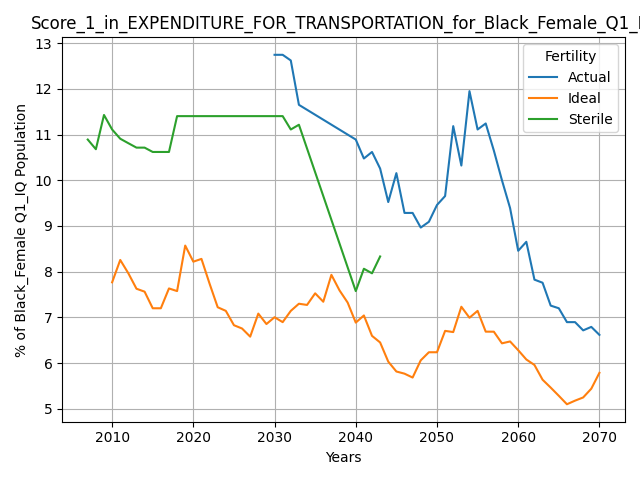 Score_1_in_EXPENDITURE_FOR_TRANSPORTATION_for_Black_Female_Q1_I
13
12
11
10
9
8
7
6
5
% of Black_Female Q1_IQ Population
Fertility
Actual
Ideal
Sterile
2010 2020 2030 2040 2050 2060 2070
Years